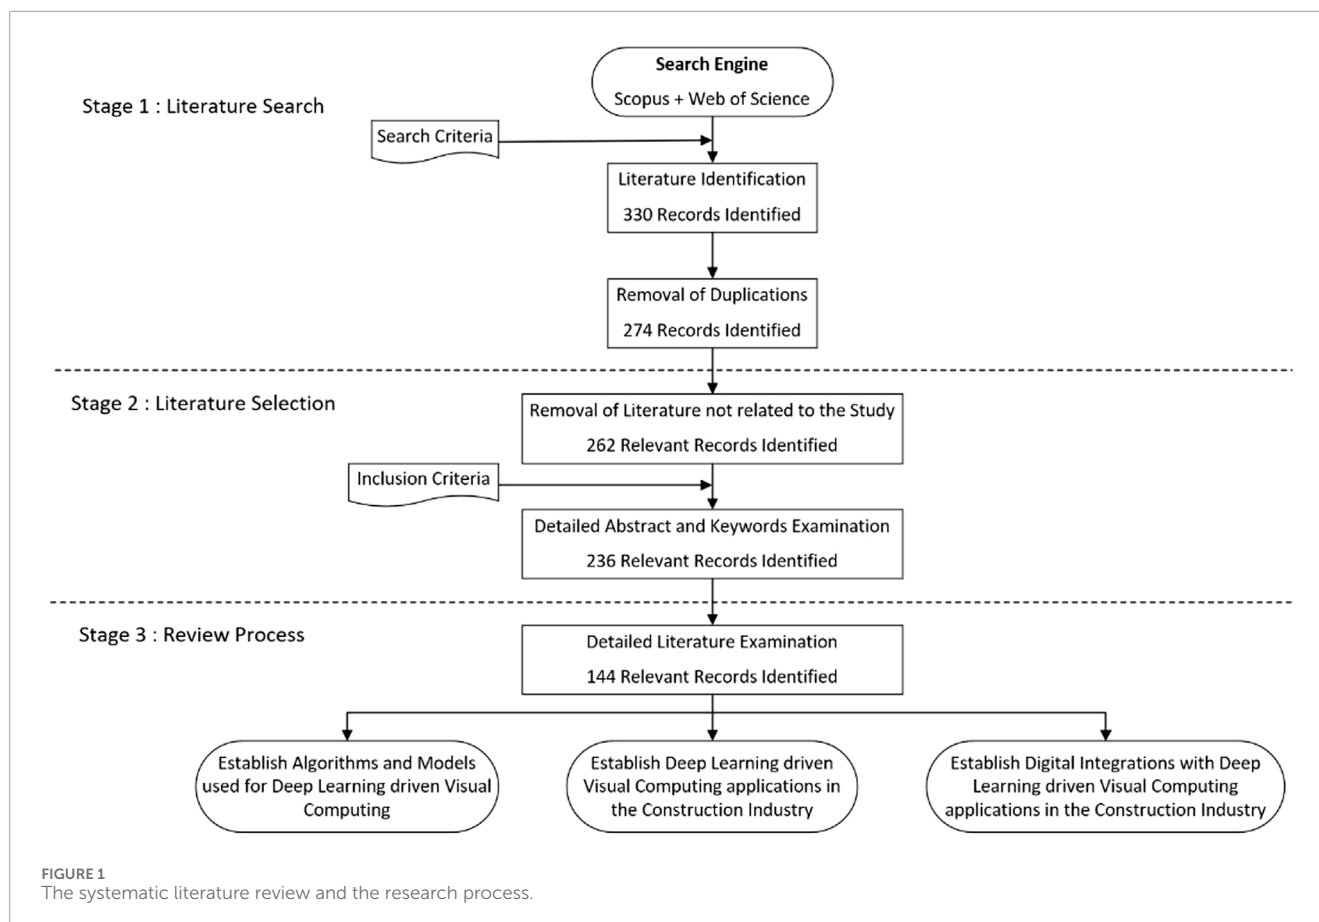 Search Engine
Scopus + Web of Science
Stage 1 : Literature Search
Search Criteria
Literature Identification
330 Records Identified
Removal of Duplications
274 Records Identified
Stage 2 : Literature Selection
Removal of Literature not related to the Study
262 Relevant Records Identified
Inclusion Criteria
Detailed Abstract and Keywords Examination
236 Relevant Records Identified
Stage 3 : Review Process
Detailed Literature Examination
144 Relevant Records Identified
Establish Algorithms and Models
used for Deep Learning driven Visual
Computing
Establish Deep Learning driven
Visual Computing applications in
the Construction Industry
Establish Digital Integrations with Deep
Learning driven Visual Computing
applications in the Construction Industry
FIGURE 1
The systematic literature review and the research process.